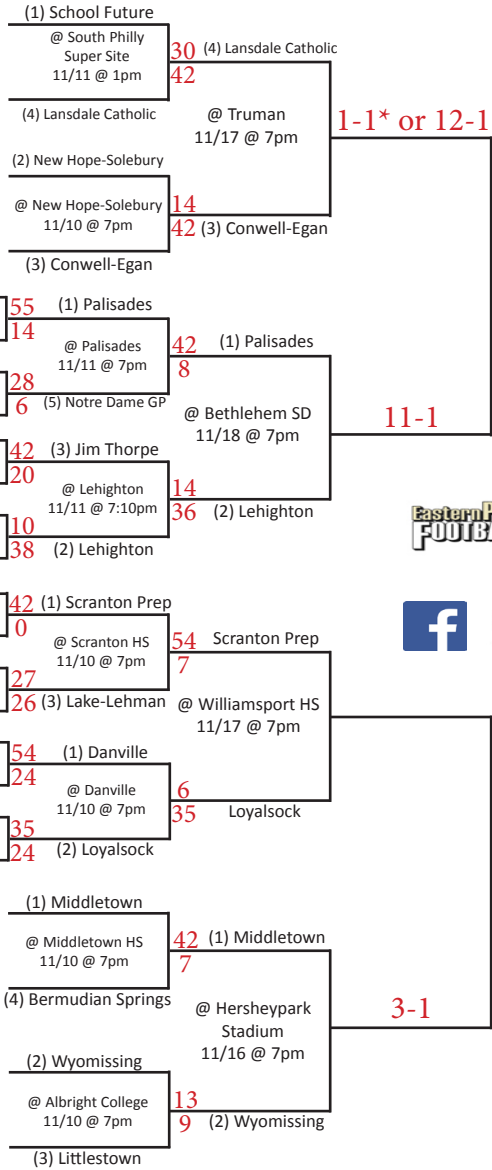 (1) School Future
@ South Philly
Super Site
11/11 @ 1pm
30
42
(4) Lansdale Catholic
(4) Lansdale Catholic
@ Truman
11/17 @ 7pm
1-1* or 12-1
(2) New Hope-Solebury
@ New Hope-Solebury
11/10 @ 7pm
14
42
(3) Conwell-Egan
(3) Conwell-Egan
55
14
(1) Palisades
@ Palisades
11/11 @ 7pm
42
8
(1) Palisades
28
6
(5) Notre Dame GP
@ Bethlehem SD
11/18 @ 7pm
11-1
42
20
(3) Jim Thorpe
@ Lehighton
11/11 @ 7:10pm
14
36
(2) Lehighton
10
38
(2) Lehighton
Eastern
FOOTBA
f
42
0
(1) Scranton Prep
@ Scranton HS
11/10 @ 7pm
54
7
Scranton Prep
27
26
(3) Lake-Lehman
@ Williamsport HS
11/17 @ 7pm
54
24
(1) Danville
@ Danville
11/10 @ 7pm
6
35
Loyalsock
35
24
(2) Loyalsock
(1) Middletown
@ Middletown HS
11/10 @ 7pm
42
7
(1) Middletown
(4) Bermudian Springs
@ Hersheypark
Stadium
11/16 @ 7pm
3-1
(2) Wyomissing
@ Albright College
11/10 @ 7pm
13
9
(2) Wyomissing
(3) Littlestown